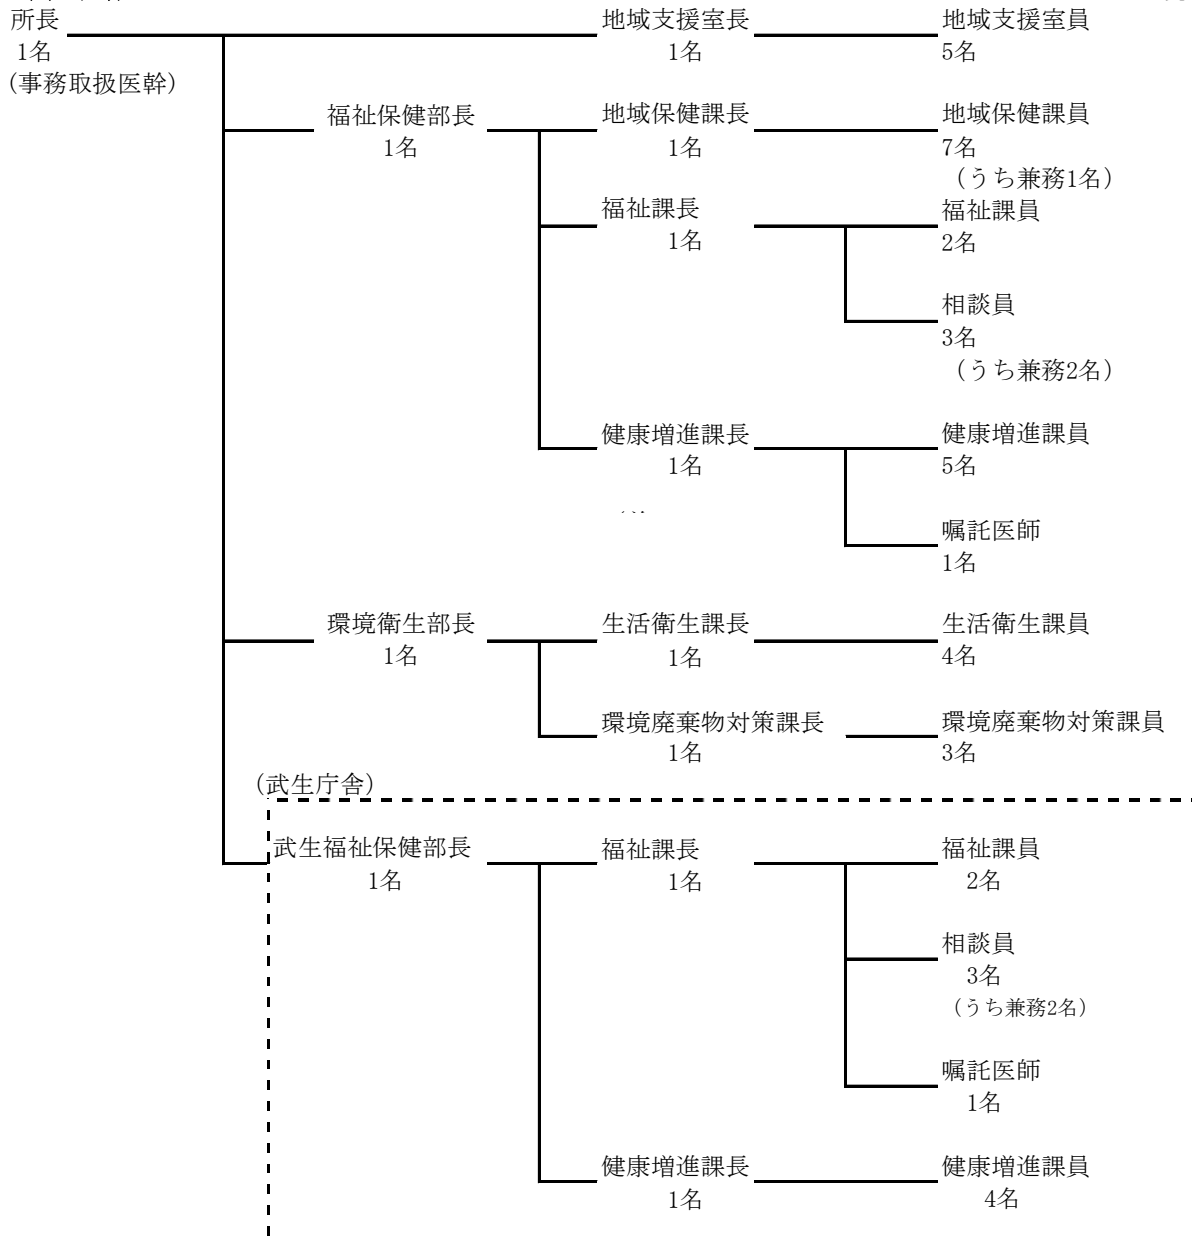 所長 地域支援室長 地域支援室員
1名 1名 5名
(事務取扱医幹)
福祉保健部長 地域保健課長 地域保健課員
1名 1名 7名
(うち兼務1名)
福祉課長 福祉課員
1名 2名
相談員
3名
(うち兼務2名)
健康増進課長 健康増進課員
1名 5名
嘱託医師
1名
環境衛生部長 生活衛生課長 生活衛生課員
1名 1名 4名
環境廃棄物対策課長 環境廃棄物対策課員
1名 3名
(武生庁舎)
武生福祉保健部長 福祉課長 福祉課員
1名 1名 2名
相談員
3名
(うち兼務2名)
嘱託医師
1名
健康増進課長 健康増進課員
1名 4名